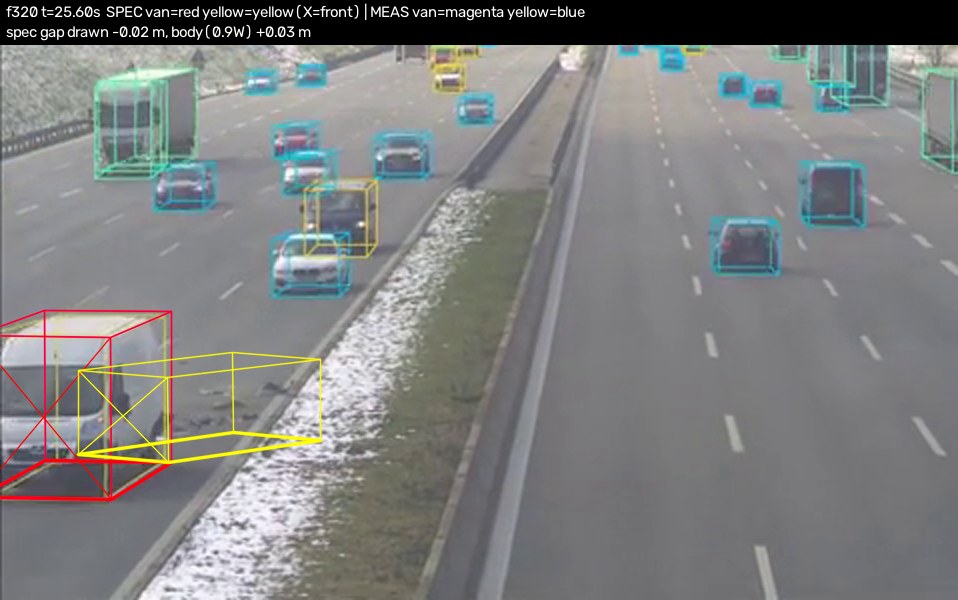 f320 t=25.60s SPEC van=red yellow=yellow (X=front) | MEAS van=magenta yellow=blue
spec gap drawn -0.02 m, body (0.9W) +0.03 m